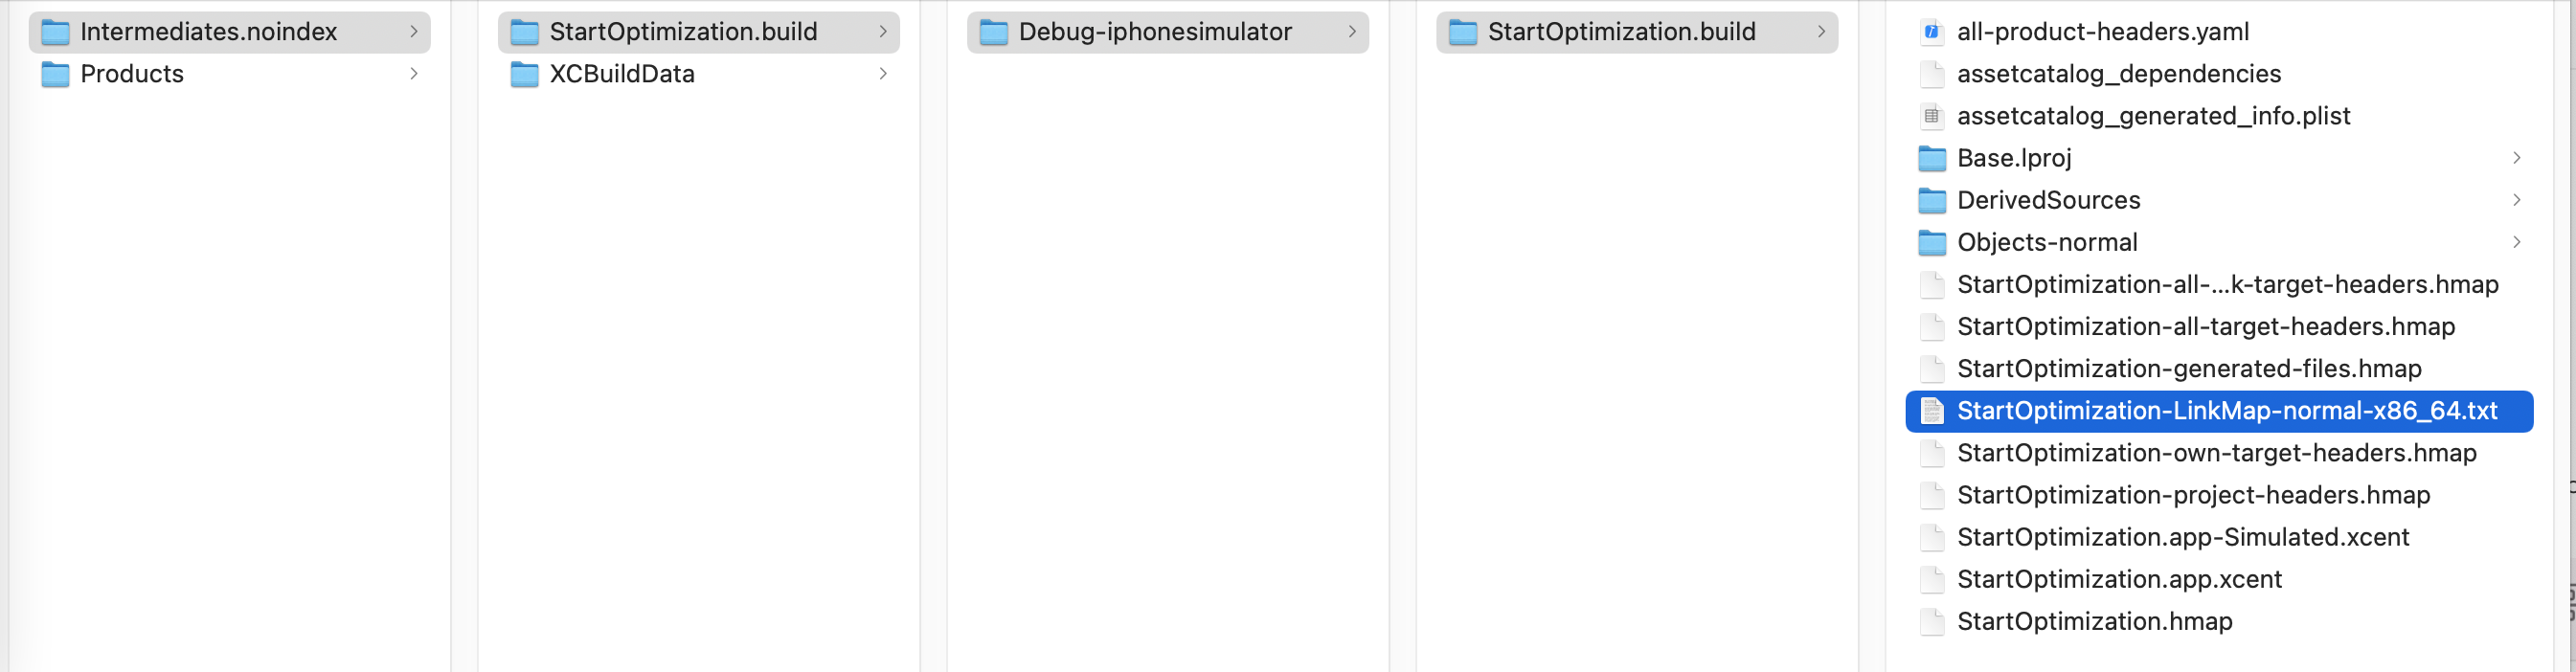 Intermediates.noindex
Products
StartOptimization.build
XCBuildData
Debug-iphonesimulator
StartOptimization.build
all-product-headers.yaml
assetcatalog_dependencies
assetcatalog_generated_info.plist
Base.lproj
DerivedSources
Objects-normal
StartOptimization-all-...k-target-headers.hmap
StartOptimization-all-target-headers.hmap
StartOptimization-generated-files.hmap
StartOptimization-LinkMap-normal-x86_64.txt
StartOptimization-own-target-headers.hmap
StartOptimization-project-headers.hmap
StartOptimization.app-Simulated.xcent
StartOptimization.app.xcent
StartOptimization.hmap